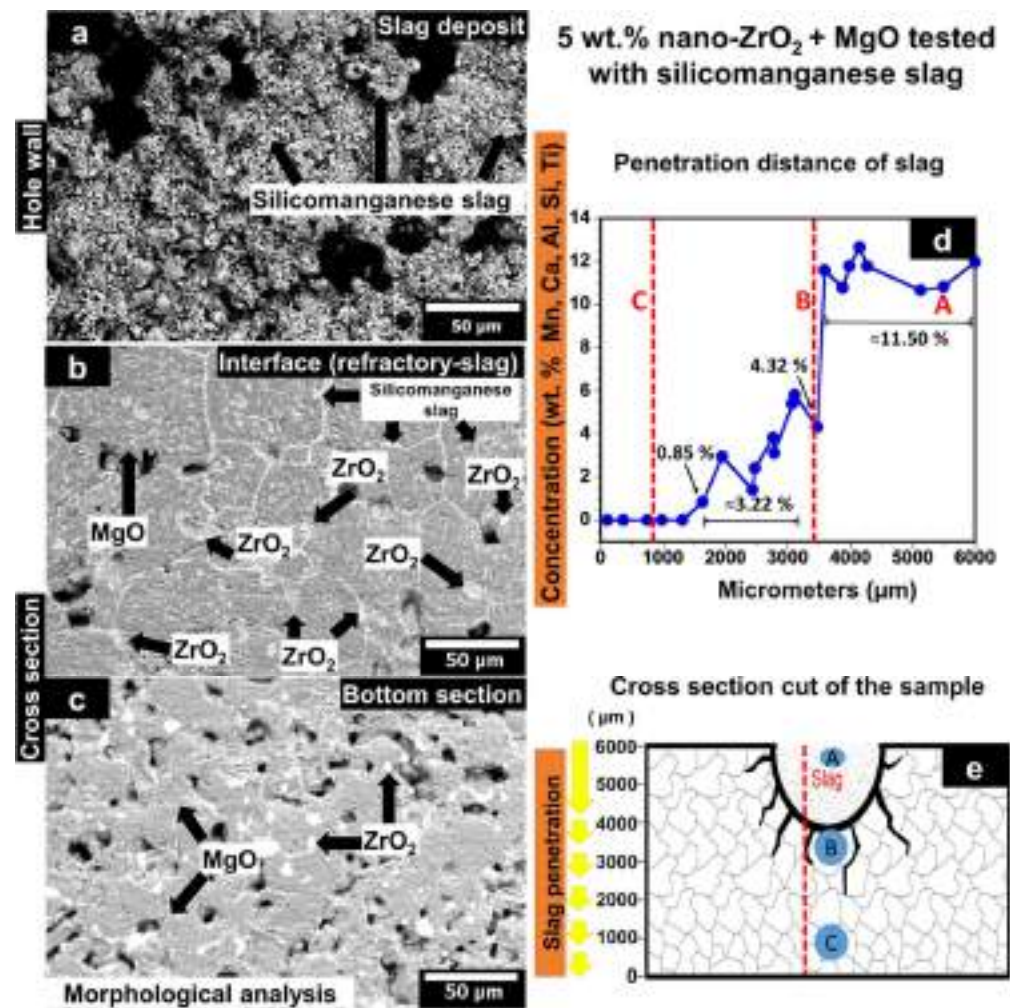 a
Slag deposit
Hole wall
Silicomanganese slag
50 µm
b
Interface (refractory-slag)
Silicomanganese
slag
ZrO₂
ZrO₂
MgO
ZrO₂
ZrO₂
ZrO₂
ZrO₂
50 µm
Cross section
c
Bottom section
MgO
ZrO₂
Morphological analysis
50 µm
5 wt.% nano-ZrO₂ + MgO tested
with silicomanganese slag
Penetration distance of slag
Concentration (wt. % Mn, Ca, Al, Si, Ti)
14
12
10
8
6
4
2
0
d
C
B
A
≈11.50 %
4.32 %
0.85 %
≈3.22 %
0 1000 2000 3000 4000 5000 6000
Micrometers (µm)
Cross section cut of the sample
( µm )
Slag penetration
6000
5000
4000
3000
2000
1000
0
e
A
Slag
B
C